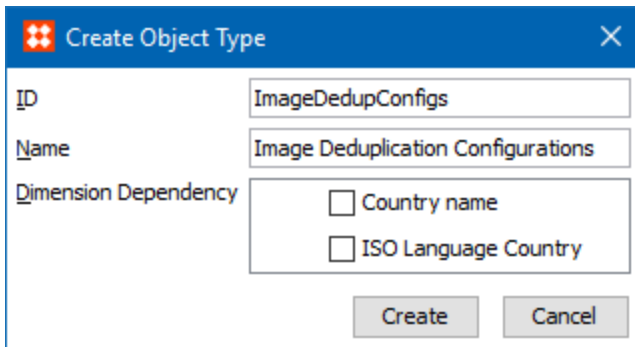 Create Object Type
ID ImageDedupConfigs
Name Image Deduplication Configurations
Dimension Dependency Country name
ISO Language Country
Create Cancel